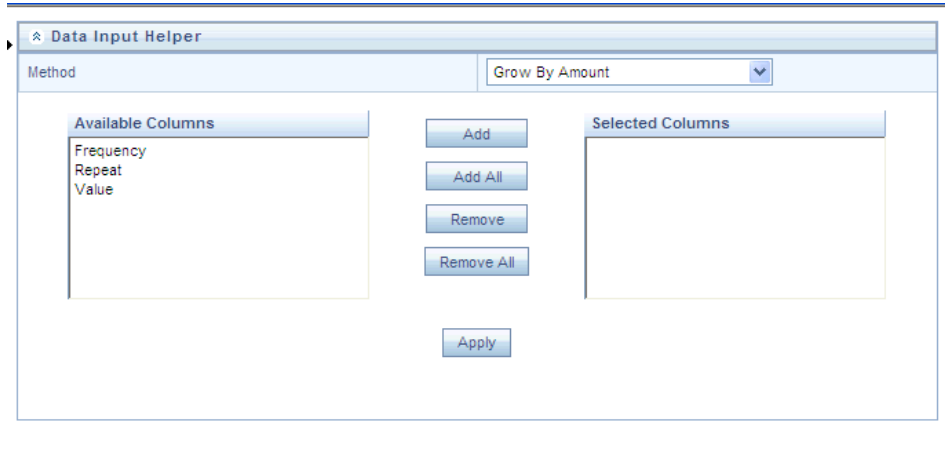 Data Input Helper
Method
Grow By Amount
Available Columns
Frequency
Repeat
Value
Add
Add All
Remove
Remove All
Selected Columns
Apply